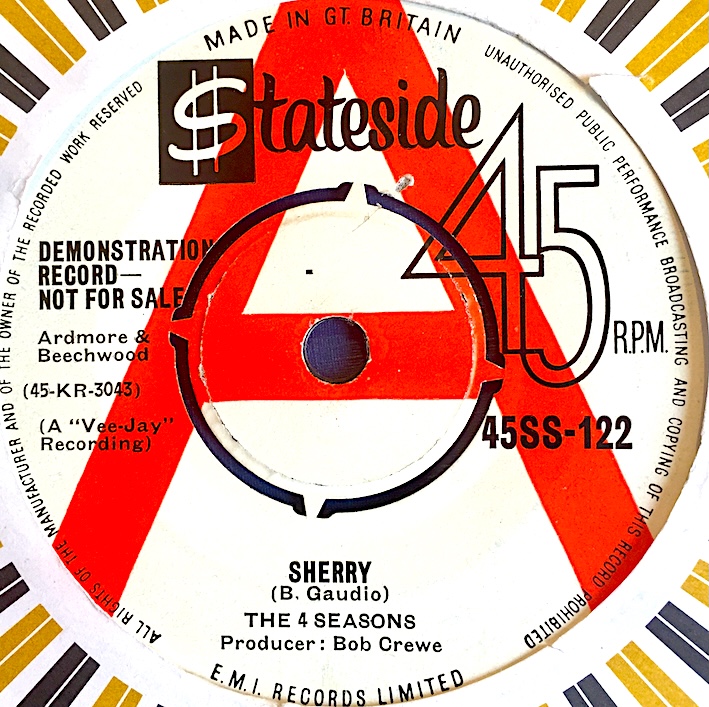 MADE IN GT. BRITAIN
UNAUTHORISED PUBLIC PERFORMANCE BROADCASTING AND COPYING OF THIS RECORD PROHIBITED
ALL RIGHTS OF THE MANUFACTURER AND OF THE OWNER OF THE RECORDED WORK RESERVED
$tateside
45 R.P.M.
A
DEMONSTRATION
RECORD—
NOT FOR SALE
Ardmore &
Beechwood
(45-KR-3043)
(A "Vee-Jay"
Recording)
45SS-122
SHERRY
(B. Gaudio)
THE 4 SEASONS
Producer: Bob Crewe
E.M.I. RECORDS LIMITED